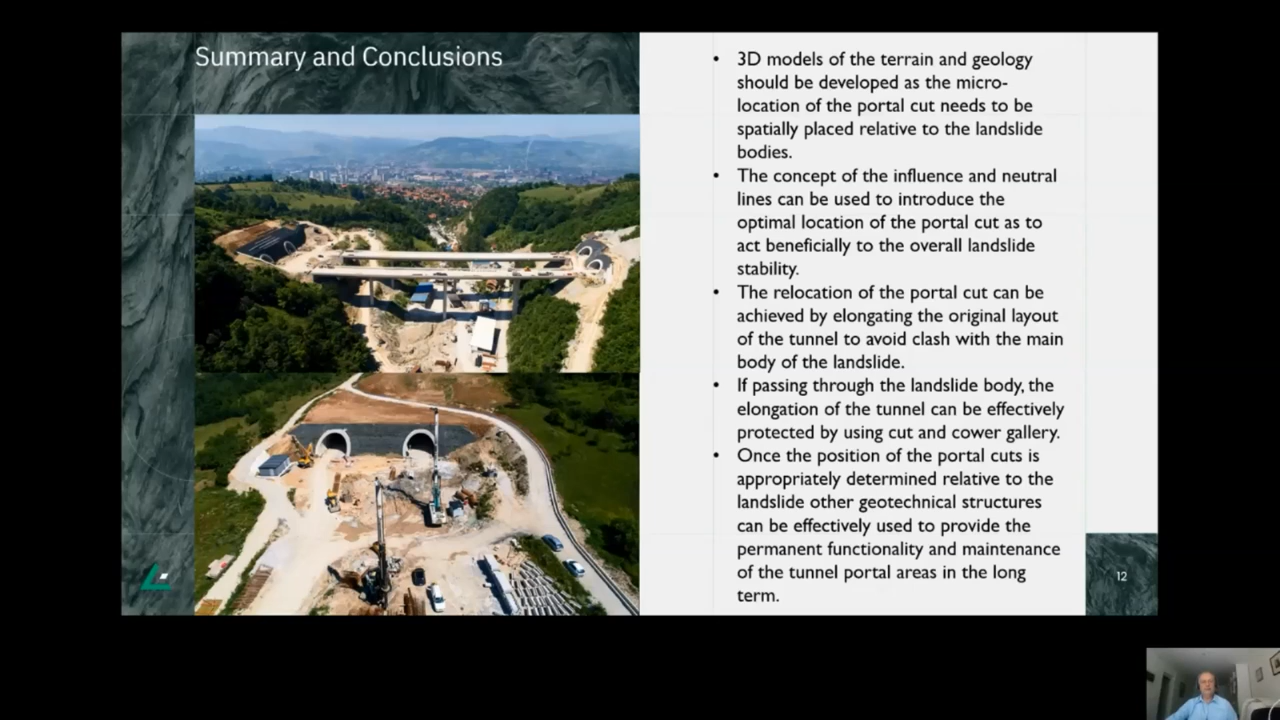 Summary and Conclusions
• 3D models of the terrain and geology
should be developed as the micro-
location of the portal cut needs to be
spatially placed relative to the landslide
bodies.
• The concept of the influence and neutral
lines can be used to introduce the
optimal location of the portal cut as to
act beneficially to the overall landslide
stability.
• The relocation of the portal cut can be
achieved by elongating the original layout
of the tunnel to avoid clash with the main
body of the landslide.
• If passing through the landslide body, the
elongation of the tunnel can be effectively
protected by using cut and cower gallery.
• Once the position of the portal cuts is
appropriately determined relative to the
landslide other geotechnical structures
can be effectively used to provide the
permanent functionality and maintenance
of the tunnel portal areas in the long
term.
12